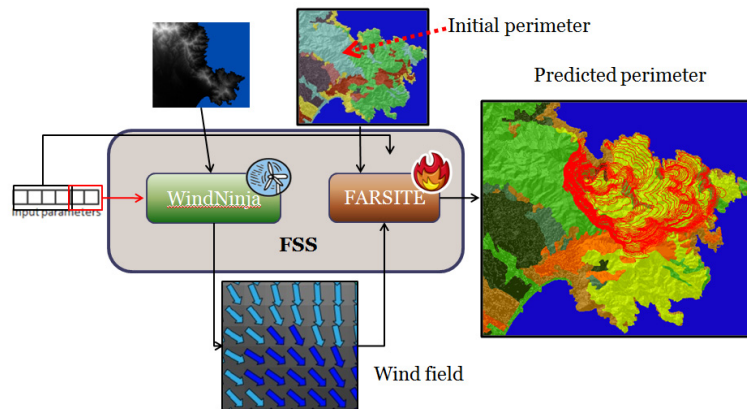 Initial perimeter
Predicted perimeter
WindNinja
FARSITE
input parameters
FSS
Wind field